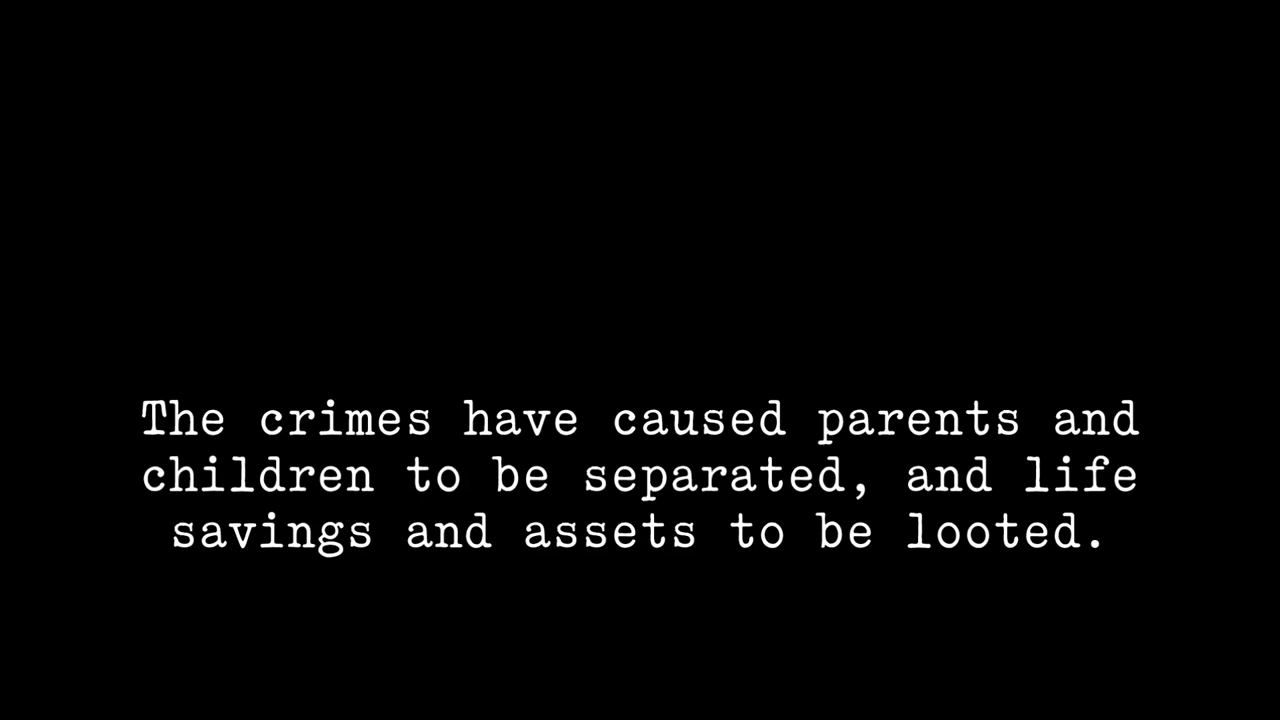 The crimes have caused parents and
children to be separated, and life
savings and assets to be looted.